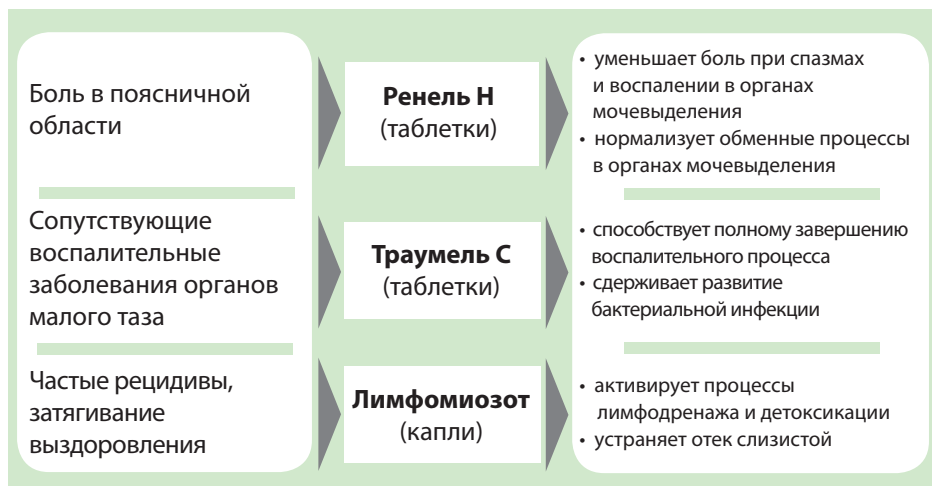 Боль в поясничной
области
Ренель Н
(таблетки)
• уменьшает боль при спазмах
и воспалении в органах
мочевыделения
• нормализует обменные процессы
в органах мочевыделения
Сопутствующие
воспалительные
заболевания органов
малого таза
Траумель С
(таблетки)
• способствует полному завершению
воспалительного процесса
• сдерживает развитие
бактериальной инфекции
Частые рецидивы,
затягивание
выздоровления
Лимфомиозот
(капли)
• активирует процессы
лимфодренажа и детоксикации
• устраняет отек слизистой